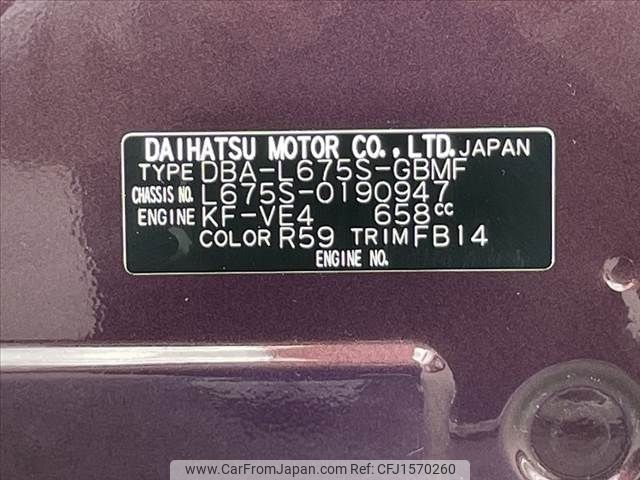 DAIHATSU MOTOR CO., LTD. JAPAN
TYPE DBA-L675S-GBMF
CHASSIS NO. L675S-0190947
ENGINE KF-VE4 658cc
COLOR R59 TRIM FB14
ENGINE NO.
www.CarFromJapan.com - CFJ1570260